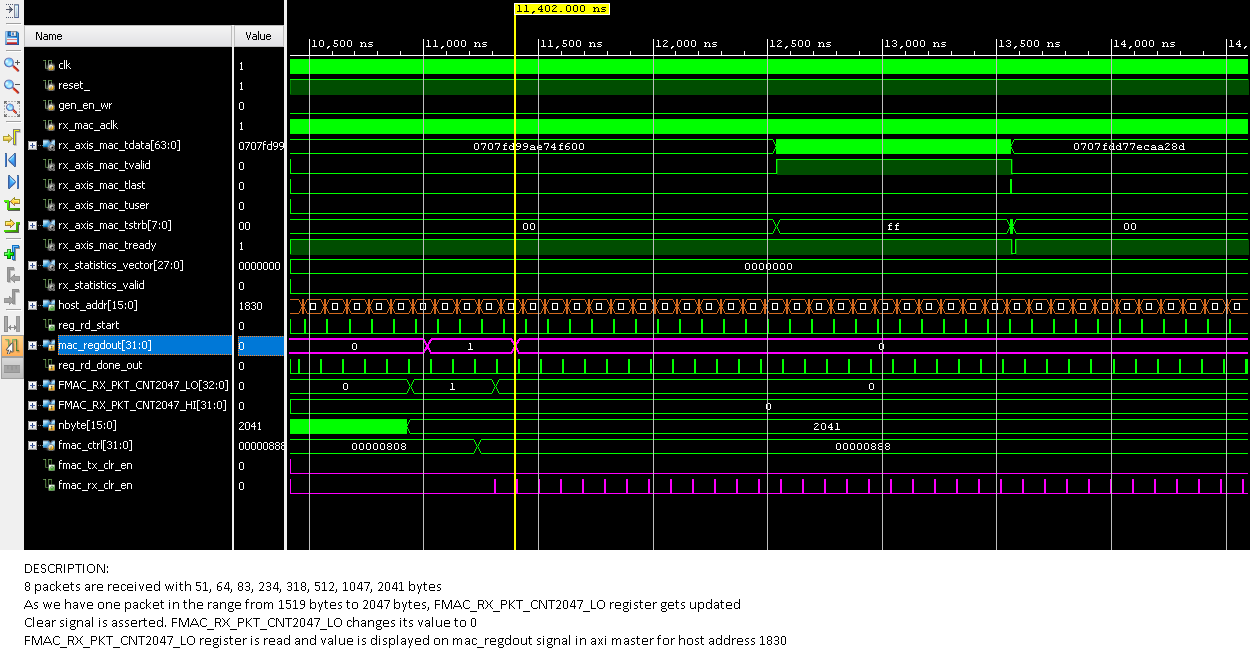 11,402.000 ns
Name Value
10,500 ns 11,000 ns 11,500 ns 12,000 ns 12,500 ns 13,000 ns 13,500 ns 14,000 ns 14,
clk 1
reset_ 1
gen_en_wr 0
rx_mac_aclk 1
rx_axis_mac_tdata[63:0] 0707fd99 0707fd99ae74f600 0707fdd77ecaa28d
rx_axis_mac_tvalid 0
rx_axis_mac_tlast 0
rx_axis_mac_tuser 0
rx_axis_mac_tstrb[7:0] 00 00 ff 00
rx_axis_mac_tready 1
rx_statistics_vector[27:0] 0000000 0000000
rx_statistics_valid 0
host_addr[15:0] 1830
reg_rd_start 0
mac_regdout[31:0] 0 0 1 0
reg_rd_done_out 0
FMAC_RX_PKT_CNT2047_LO[32:0] 0 0 1 0
FMAC_RX_PKT_CNT2047_HI[31:0] 0 0
nbyte[15:0] 2041 2041
fmac_ctrl[31:0] 00000888 00000808 00000888
fmac_tx_clr_en 0
fmac_rx_clr_en 0
DESCRIPTION:
8 packets are received with 51, 64, 83, 234, 318, 512, 1047, 2041 bytes
As we have one packet in the range from 1519 bytes to 2047 bytes, FMAC_RX_PKT_CNT2047_LO register gets updated
Clear signal is asserted. FMAC_RX_PKT_CNT2047_LO changes its value to 0
FMAC_RX_PKT_CNT2047_LO register is read and value is displayed on mac_regdout signal in axi master for host address 1830